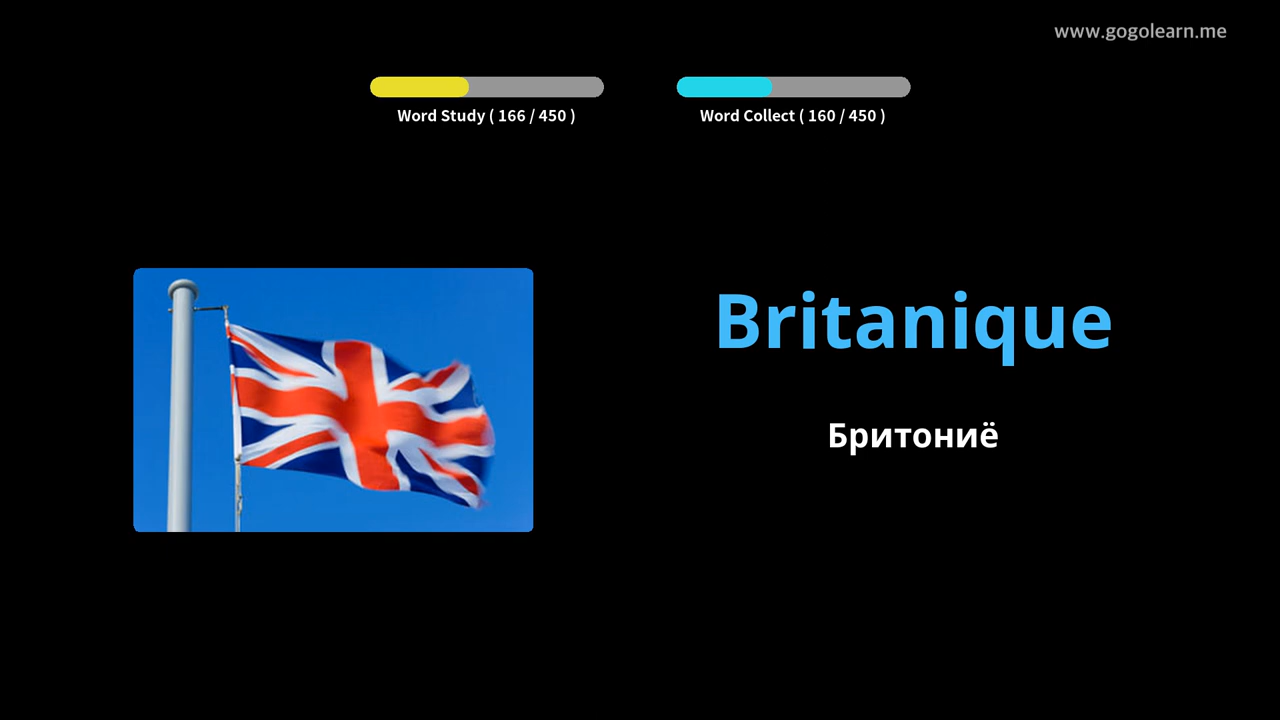 www.gogolearn.me
Word Study ( 166 / 450 )
Word Collect ( 160 / 450 )
Britanique
Бритониё